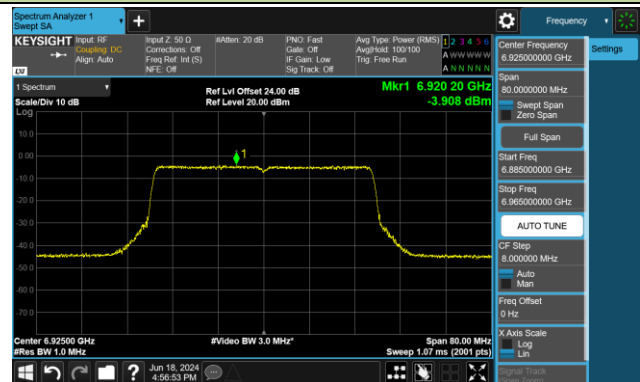 Spectrum Analyzer 1
Swept SA
Frequency
KEYSIGHT
Input: RF
Coupling: DC
Align: Auto
Input Z: 50 Ω
Corrections: Off
Freq Ref: Int (S)
NFE: Off
#Atten: 20 dB
PNO: Fast
Gate: Off
IF Gain: Low
Sig Track: Off
Avg Type: Power (RMS)
Avg|Hold: 100/100
Trig: Free Run
1 2 3 4 5 6
A W W W W W
A N N N N N
LXI
1 Spectrum
Scale/Div 10 dB
Log
Ref Lvl Offset 24.00 dB
Ref Level 20.00 dBm
Mkr1 6.920 20 GHz
-3.908 dBm
10.0
0.00
-10.0
-20.0
-30.0
-40.0
-50.0
-60.0
-70.0
1
Center 6.92500 GHz
#Res BW 1.0 MHz
#Video BW 3.0 MHz*
Span 80.00 MHz
Sweep 1.07 ms (2001 pts)
Jun 18, 2024
4:56:53 PM
Center Frequency
6.925000000 GHz
Settings
Span
80.0000000 MHz
Swept Span
Zero Span
Full Span
Start Freq
6.885000000 GHz
Stop Freq
6.965000000 GHz
AUTO TUNE
CF Step
8.000000 MHz
Auto
Man
Freq Offset
0 Hz
X Axis Scale
Log
Lin
Signal Track